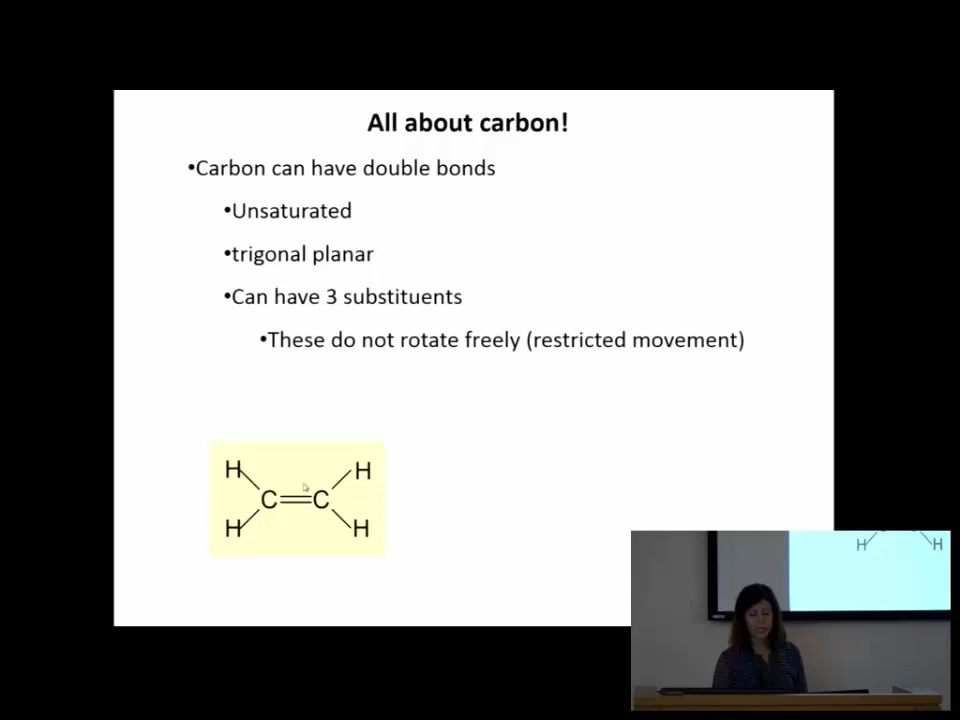 All about carbon!
•Carbon can have double bonds
•Unsaturated
•trigonal planar
•Can have 3 substituents
•These do not rotate freely (restricted movement)
H H
C C
H H
H H